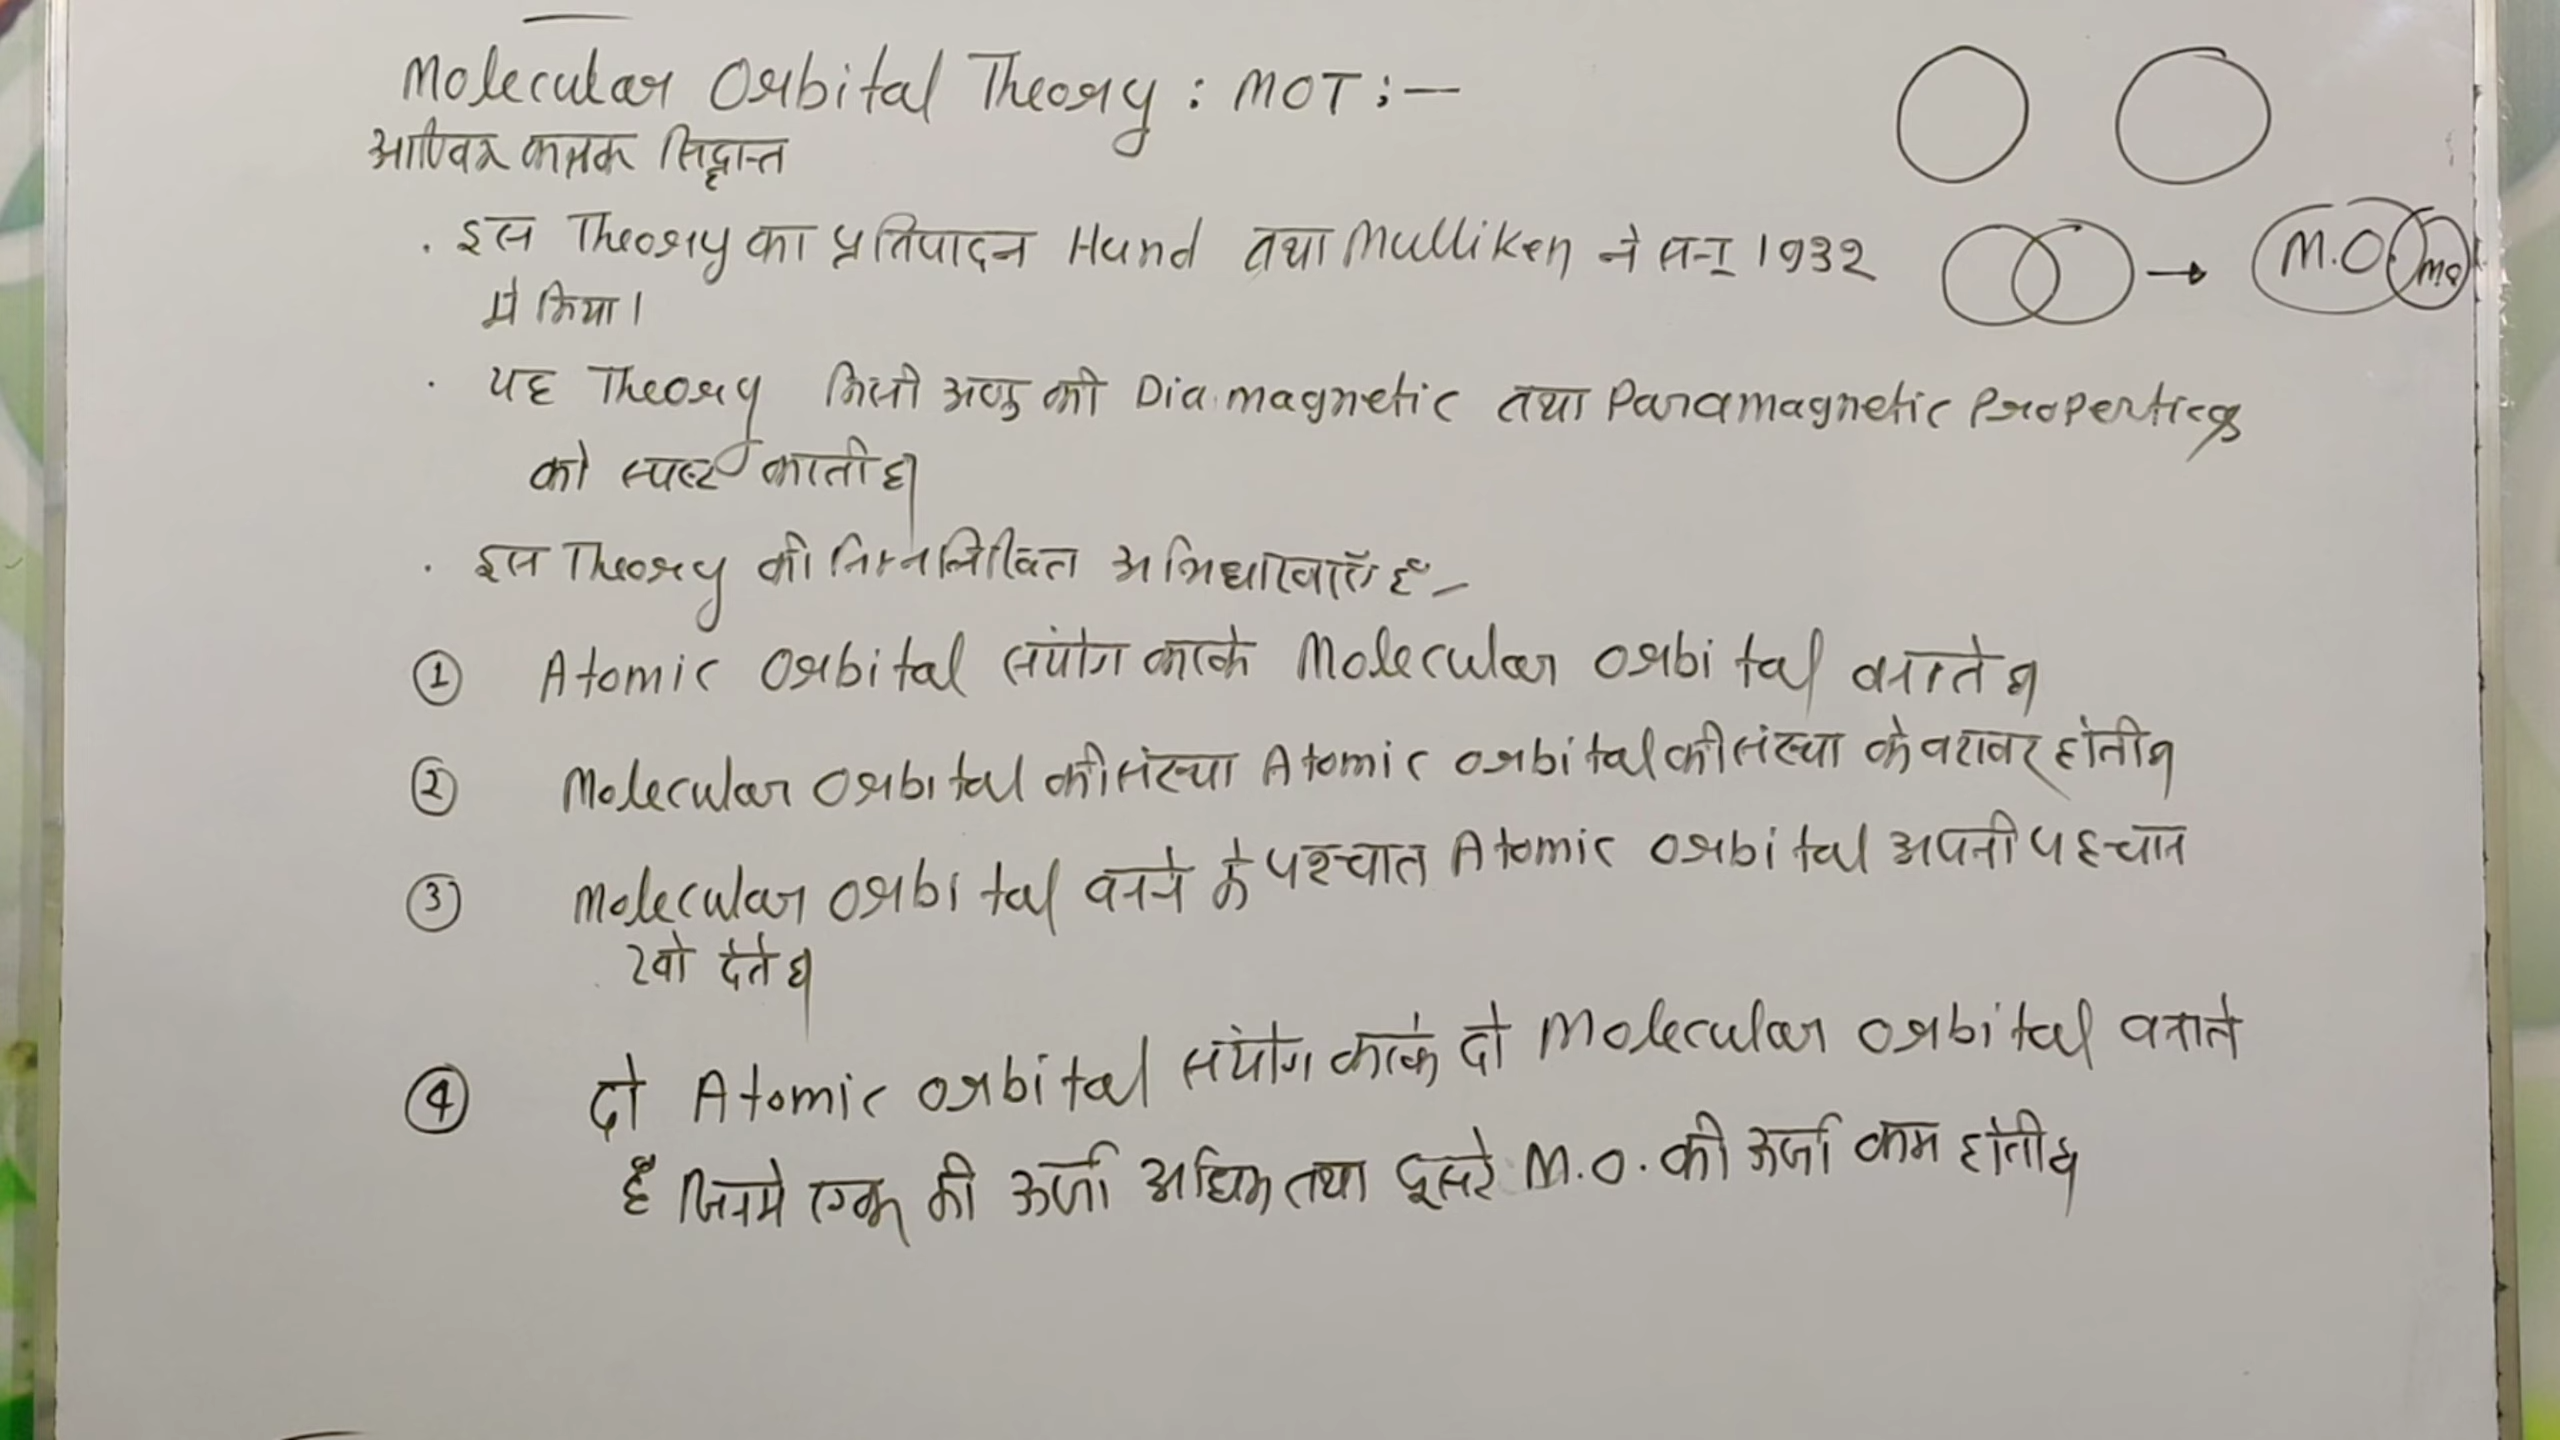 Molecular Orbital Theory : MOT :-
आण्विक कक्षक सिद्धान्त
. इस Theory का प्रतिपादन Hund तथा Mulliken ने सन् 1932
में किया।
. यह Theory किसी अणु की Diamagnetic तथा Paramagnetic Properties
को स्पष्ट करती है।
. इस Theory की निम्नलिखित अभिधारणाएँ हैं-
① Atomic Orbital संयोग करके Molecular Orbital बनाते है।
② Molecular Orbital की संख्या Atomic Orbital की संख्या के बराबर होती है।
③ Molecular Orbital बनने के पश्चात Atomic Orbital अपनी पहचान
खो देते है।
④ दो Atomic Orbital संयोग करके दो Molecular Orbital बनाते
हैं जिनमे एक की ऊर्जा अधिक तथा दूसरे M.O. की ऊर्जा कम होती है।
M.O.
M.O